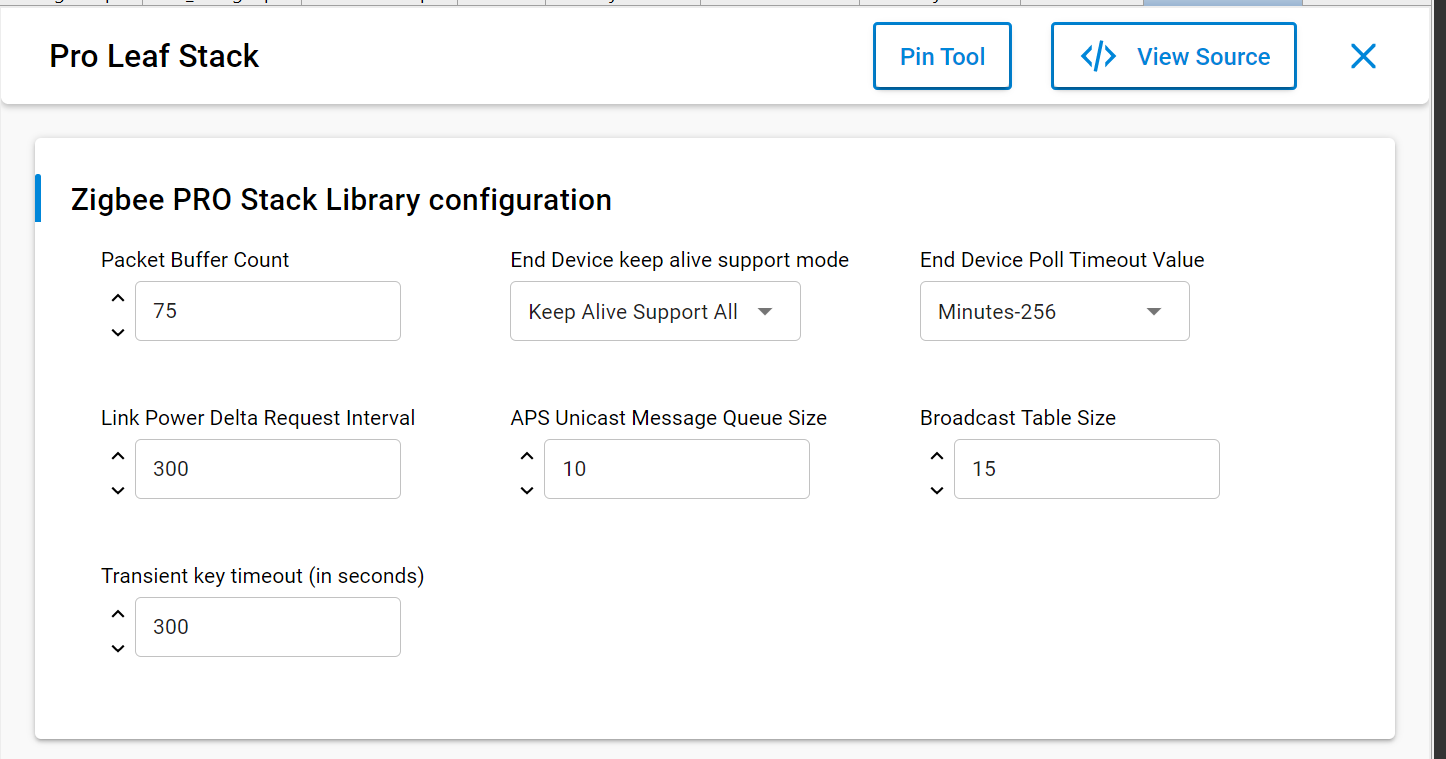 Pro Leaf Stack
Pin Tool
</> View Source
Zigbee PRO Stack Library configuration
Packet Buffer Count
End Device keep alive support mode
End Device Poll Timeout Value
75
Keep Alive Support All
Minutes-256
Link Power Delta Request Interval
APS Unicast Message Queue Size
Broadcast Table Size
300
10
15
Transient key timeout (in seconds)
300